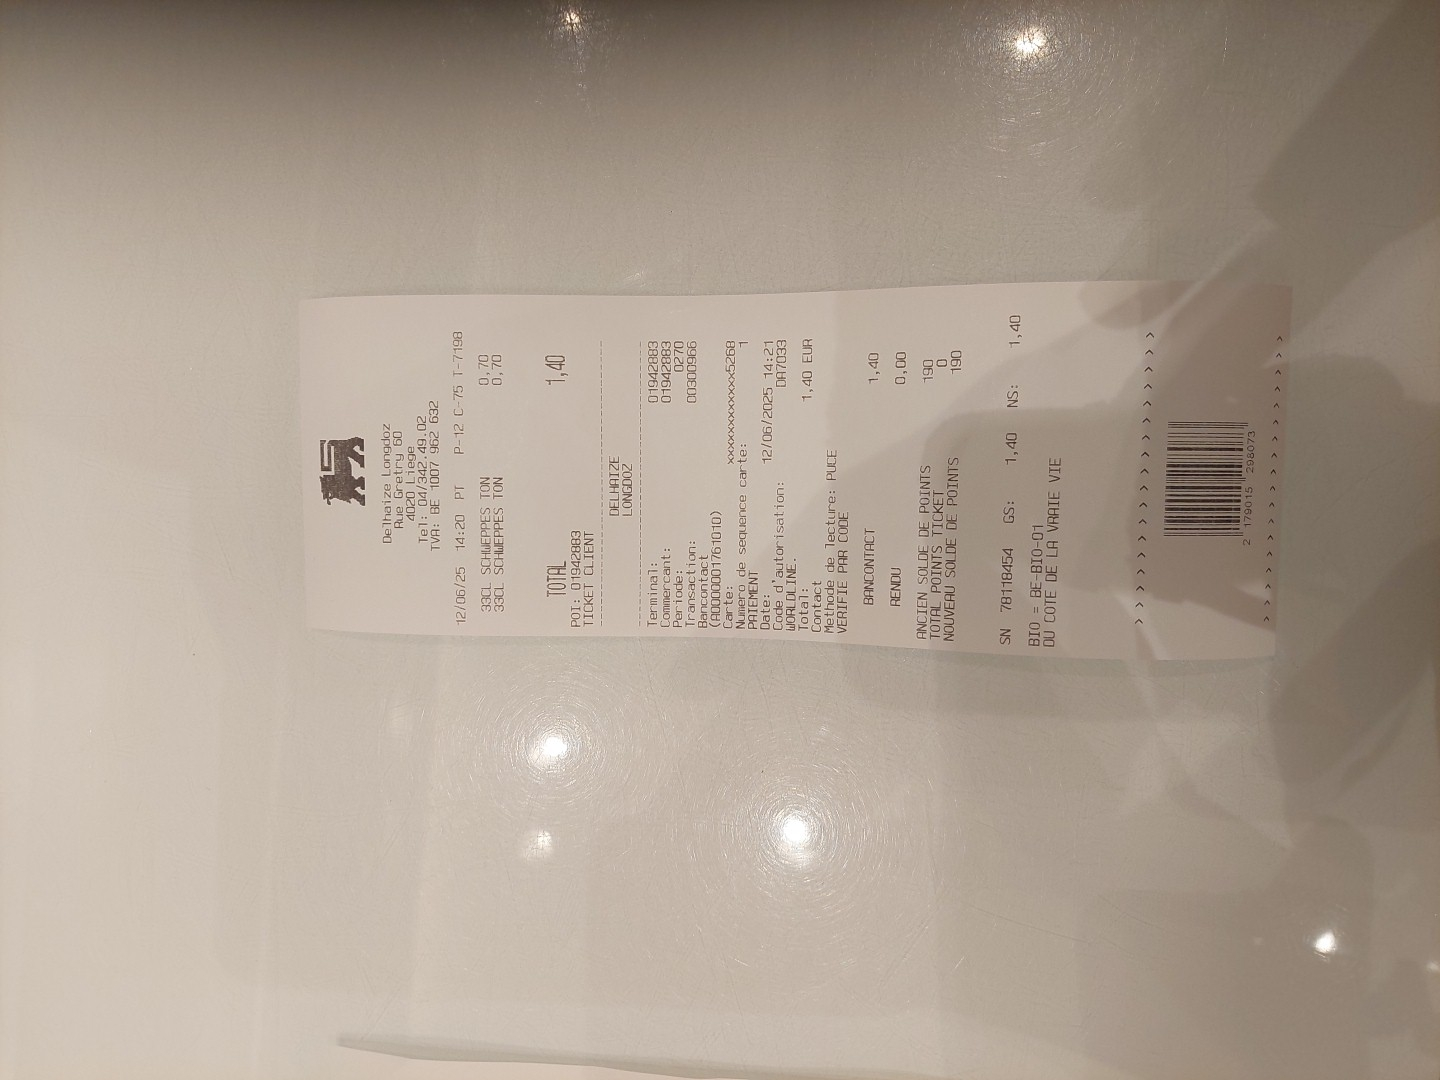 Delhaize Longdoz
Rue Gretry 60
4020 Liege
Tel: 04/342.49.02
TVA: BE 1007 962 632
12/06/25 14:20 PT P-12 C-75 T-7198
33CL SCHWEPPES TON 0,70
33CL SCHWEPPES TON 0,70
TOTAL 1,40
POI: 01942883
TICKET CLIENT
DELHAIZE
LONGDOZ
Terminal: 01942883
Commercant: 01942883
Periode: 0270
Transaction: 00300966
Bancontact
(A0000001761010)
Carte: xxxxxxxxxxxxx5268
Numero de sequence carte: 1
PAIEMENT
Date: 12/06/2025 14:21
Code d'autorisation: 0A7033
WORLDLINE.
Total: 1,40 EUR
Contact
Methode de lecture: PUCE
VERIFIE PAR CODE
BANCONTACT 1,40
RENDU 0,00
ANCIEN SOLDE DE POINTS 190
TOTAL POINTS TICKET 0
NOUVEAU SOLDE DE POINTS 190
SN 78118454 GS: 1,40 NS: 1,40
BIO = BE-BIO-01
DU COTE DE LA VRAIE VIE
2 179015 298073